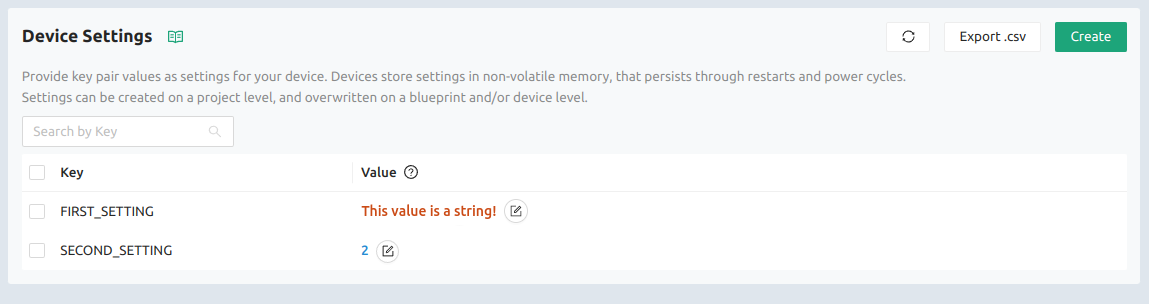 Device Settings
Export .csv
Create
Provide key pair values as settings for your device. Devices store settings in non-volatile memory, that persists through restarts and power cycles.
Settings can be created on a project level, and overwritten on a blueprint and/or device level.
Search by Key
Key
Value
FIRST_SETTING
This value is a string!
SECOND_SETTING
2